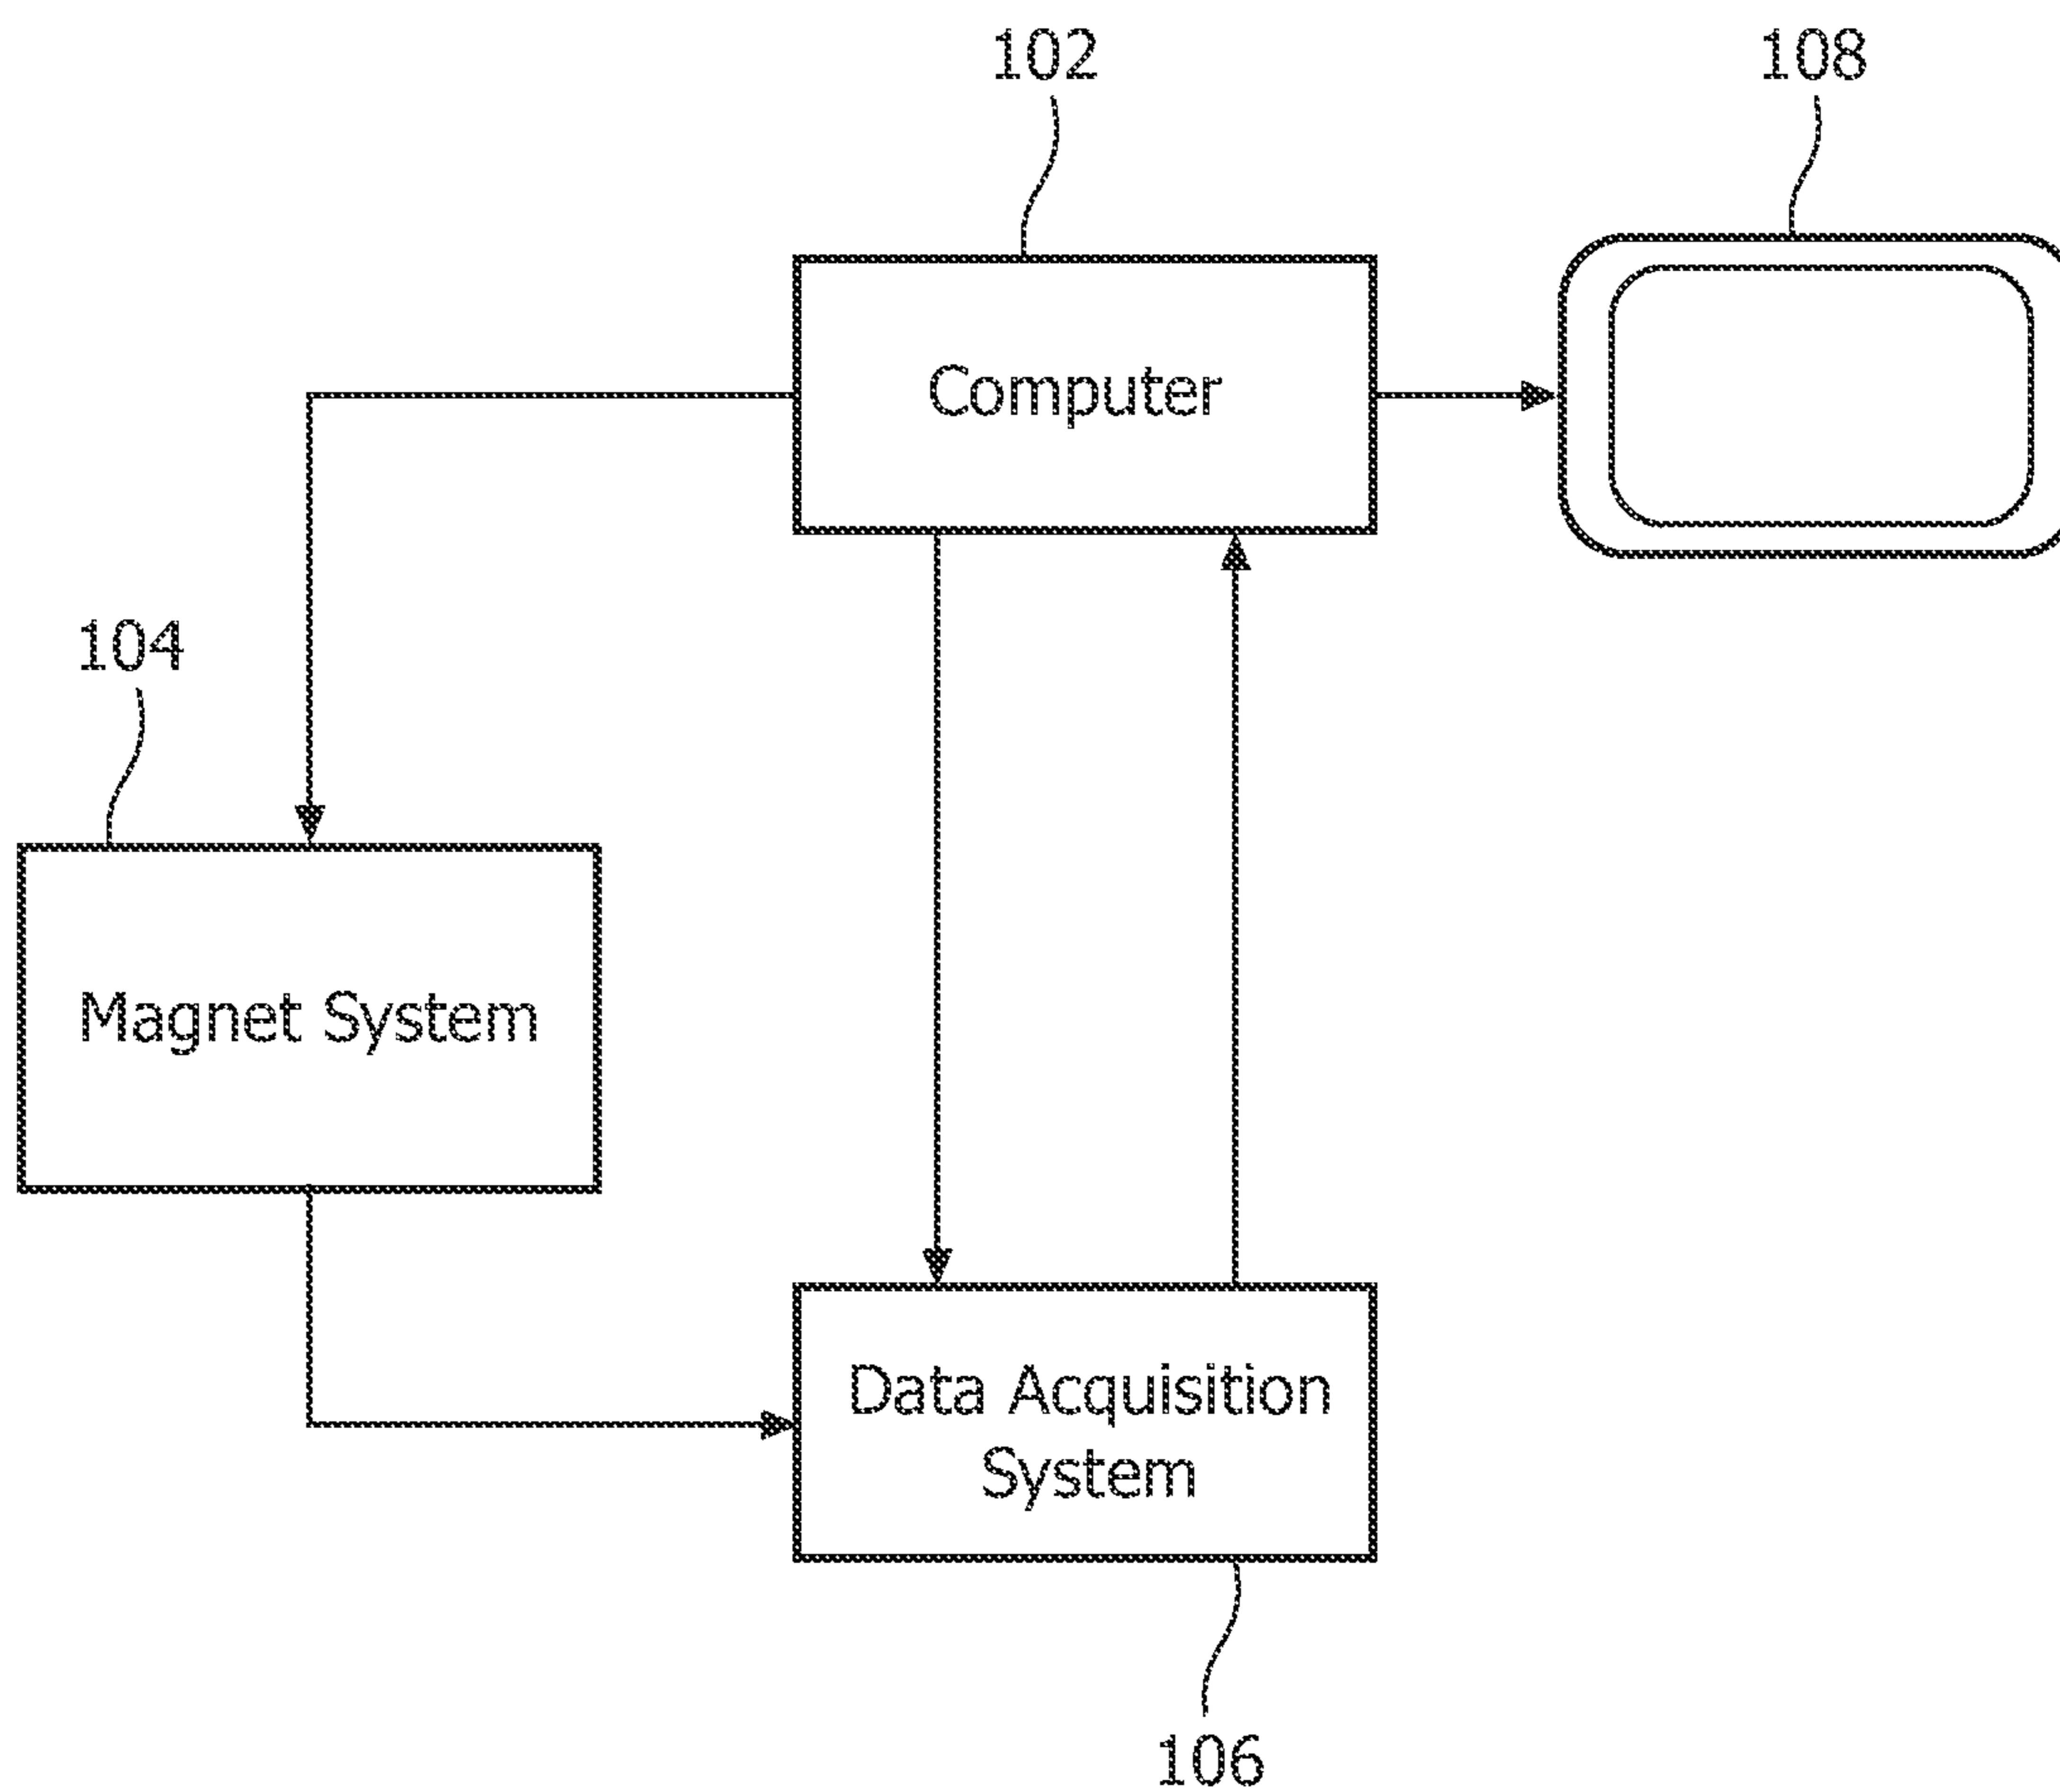 102
108
Computer
104
Magnet System
Data Acquisition
System
106